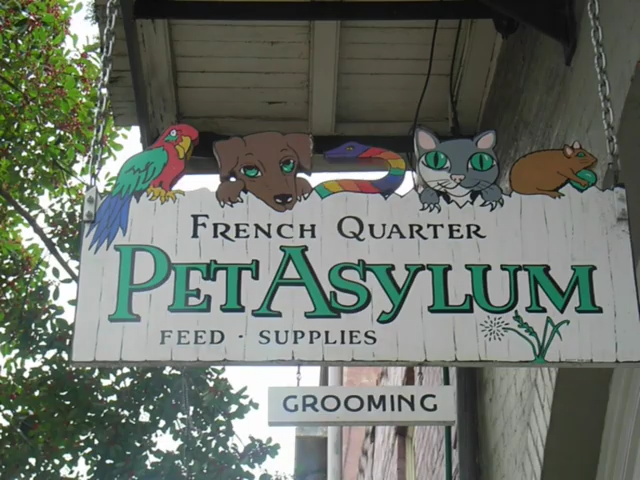 French Quarter
PetAsylum
Feed · Supplies
GROOMING